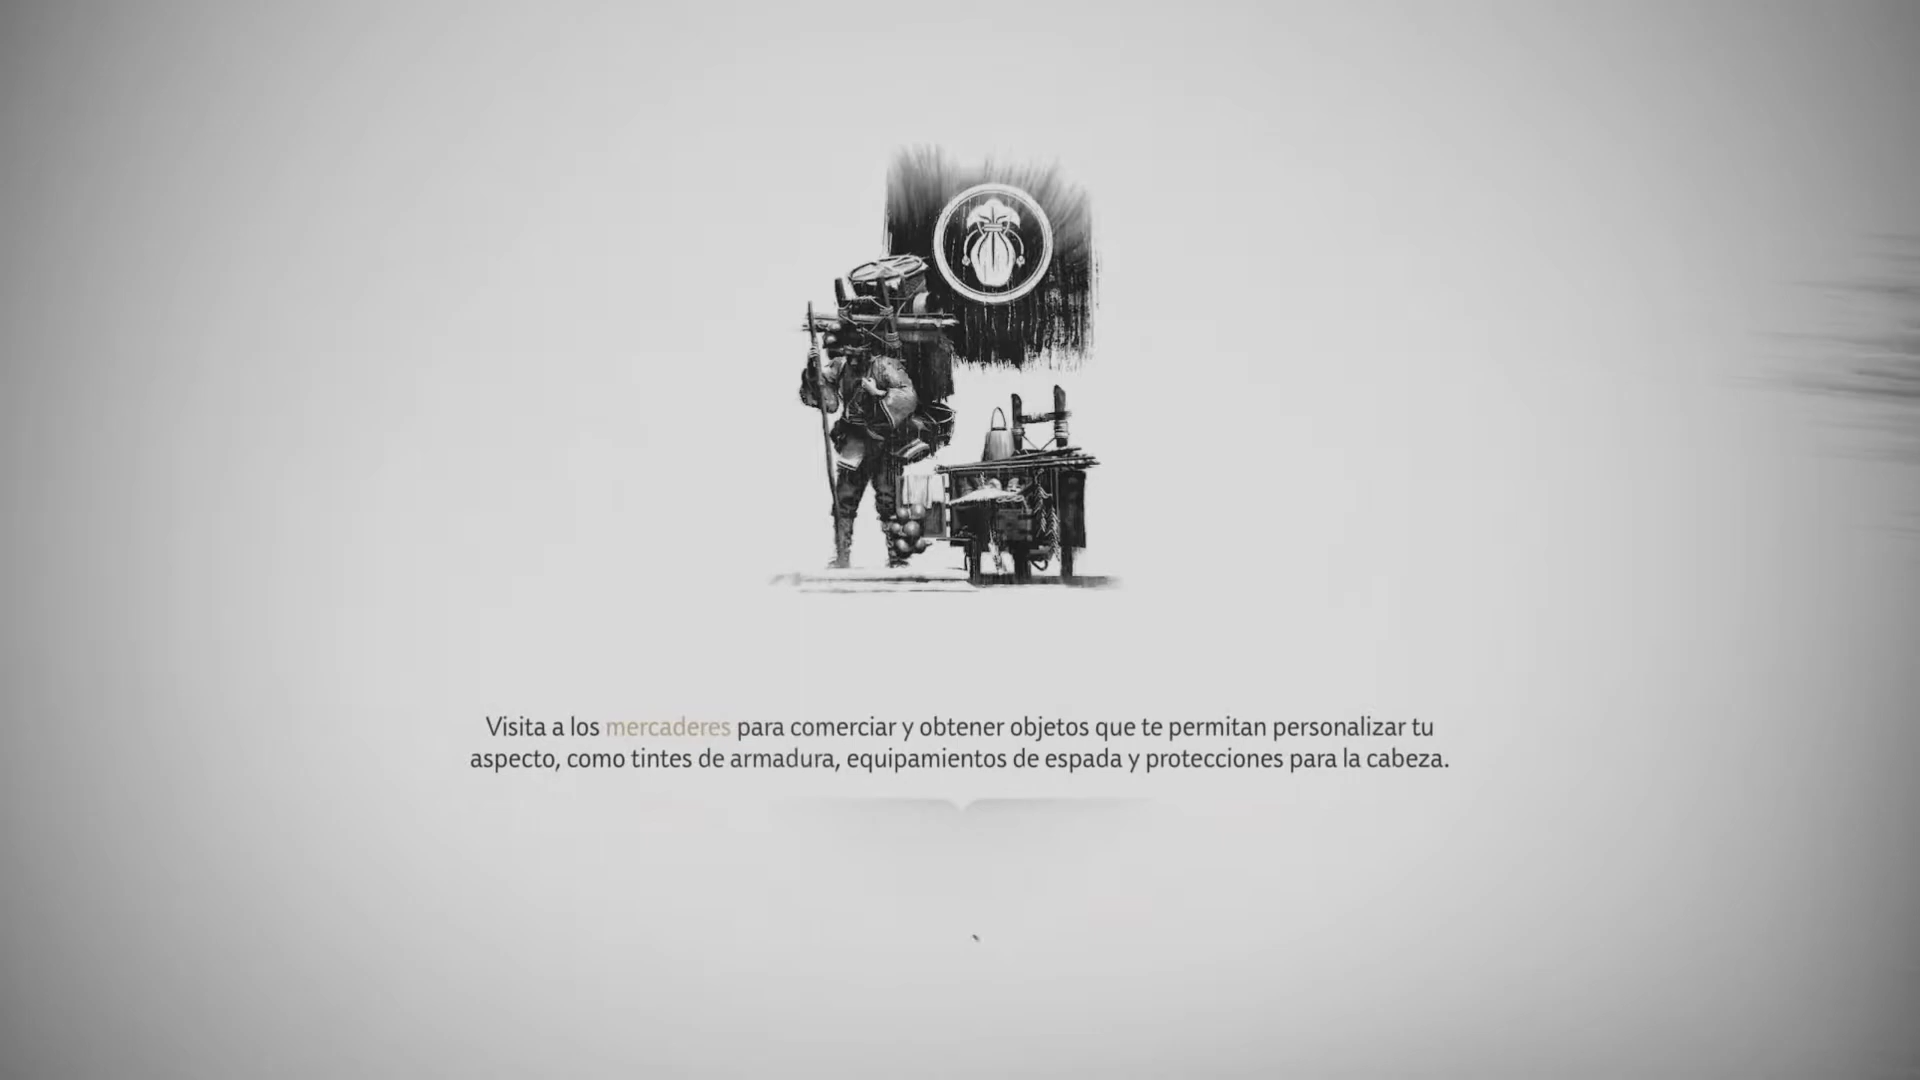 Visita a los mercaderes para comerciar y obtener objetos que te permitan personalizar tu
aspecto, como tintes de armadura, equipamientos de espada y protecciones para la cabeza.